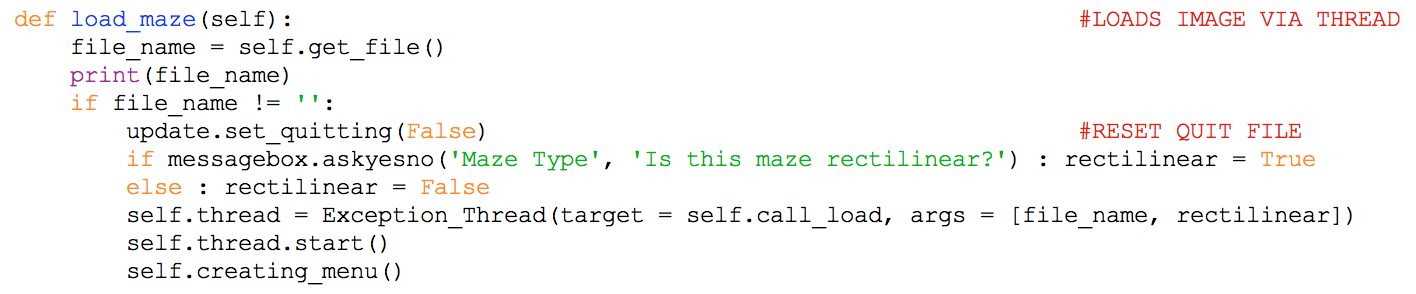 def load_maze(self): #LOADS IMAGE VIA THREAD
    file_name = self.get_file()
    print(file_name)
    if file_name != '':
        update.set_quitting(False) #RESET QUIT FILE
        if messagebox.askyesno('Maze Type', 'Is this maze rectilinear?') : rectilinear = True
        else : rectilinear = False
        self.thread = Exception_Thread(target = self.call_load, args = [file_name, rectilinear])
        self.thread.start()
        self.creating_menu()